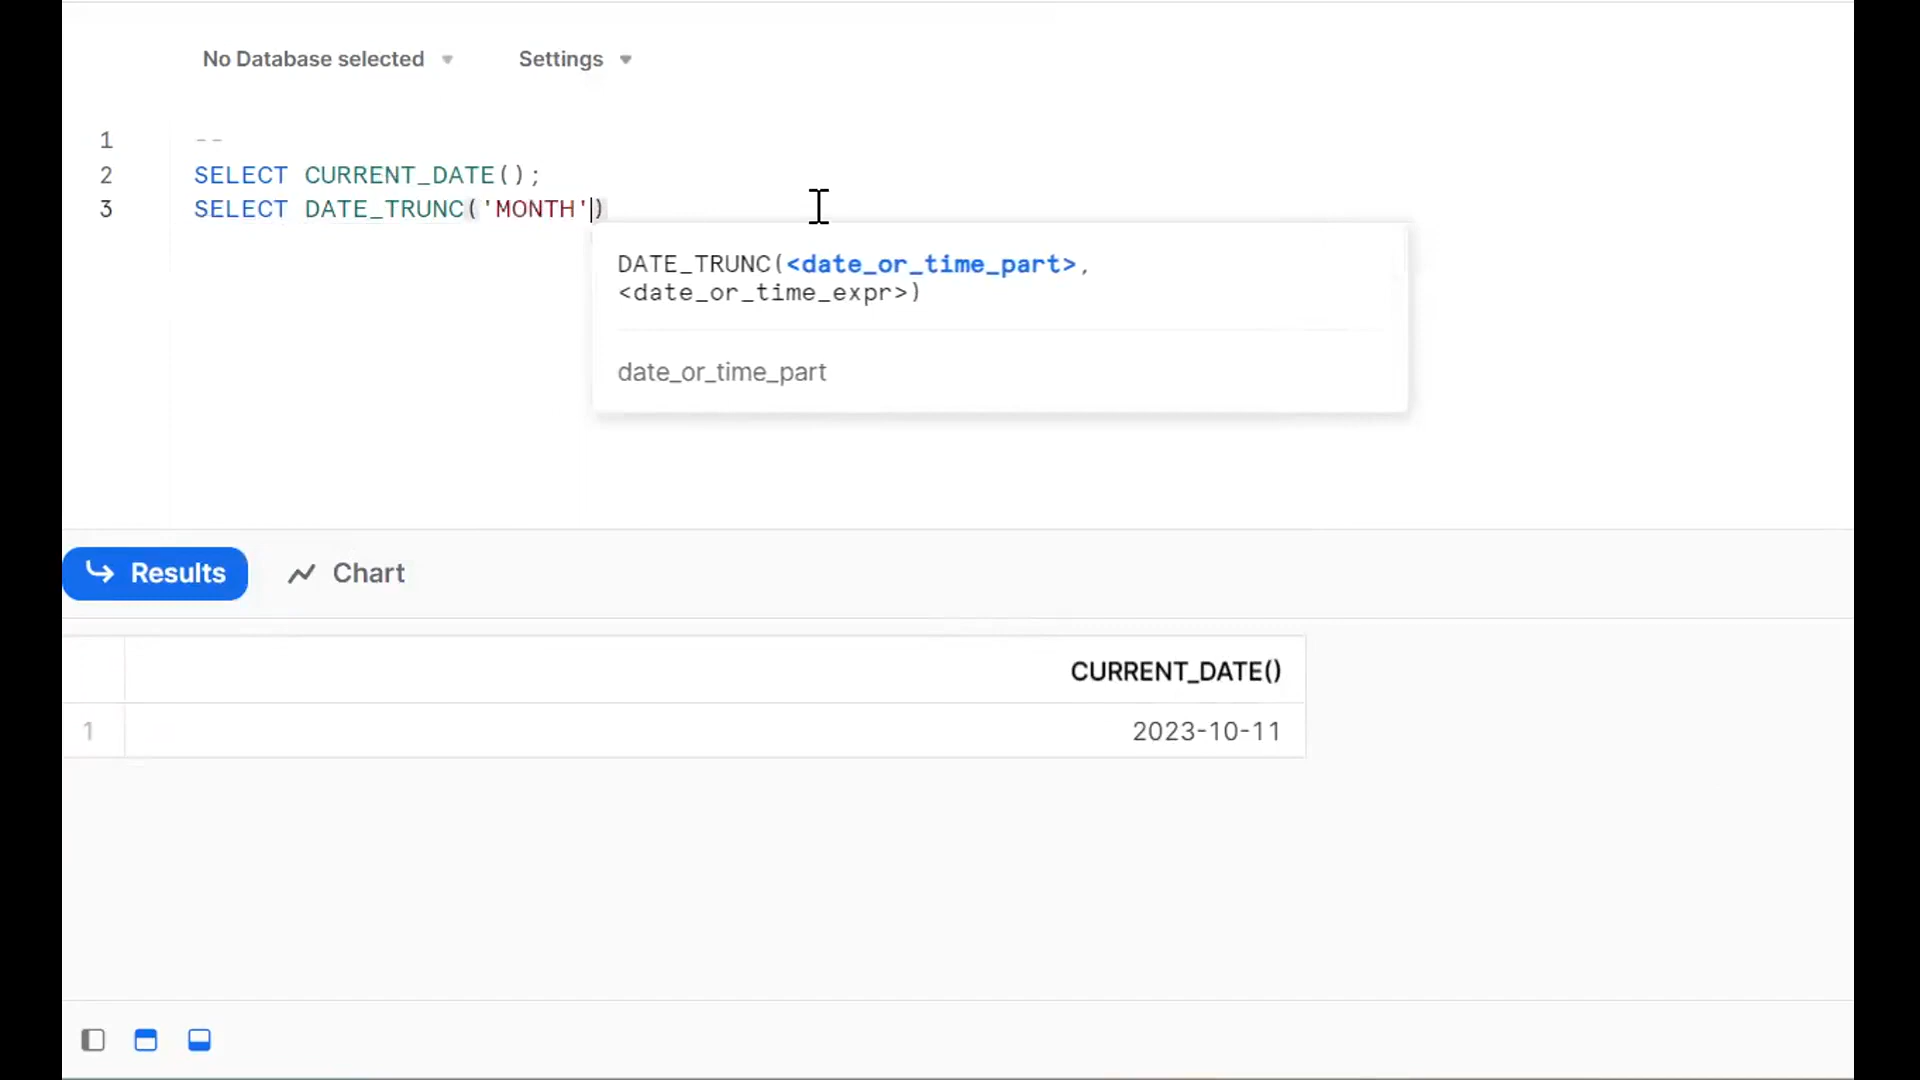 No Database selected Settings
1 --
2 SELECT CURRENT_DATE();
3 SELECT DATE_TRUNC('MONTH')
DATE_TRUNC(<date_or_time_part>,
<date_or_time_expr>)
date_or_time_part
Results Chart
CURRENT_DATE()
1 2023-10-11